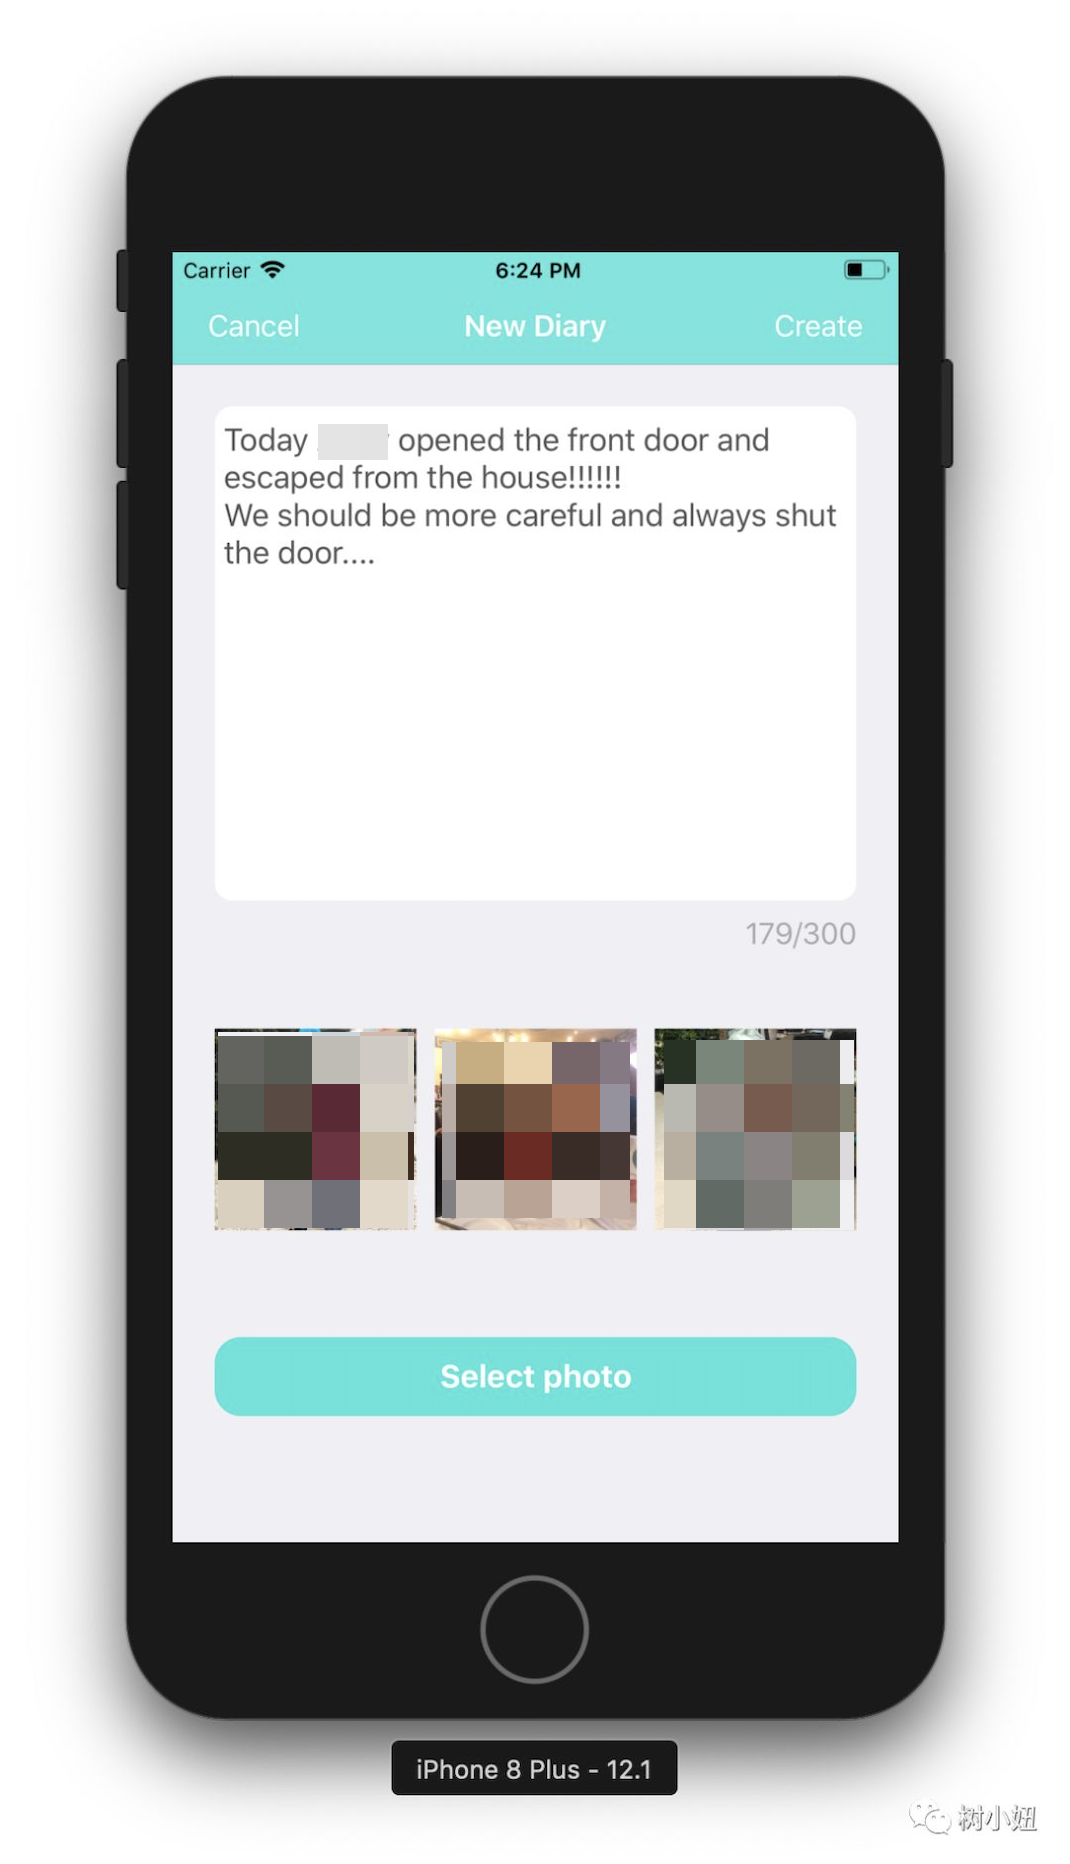 Carrier
6:24 PM
Cancel
New Diary
Create
Today opened the front door and
escaped from the house!!!!!!
We should be more careful and always shut
the door....
179/300
Select photo
iPhone 8 Plus - 12.1
树小妞